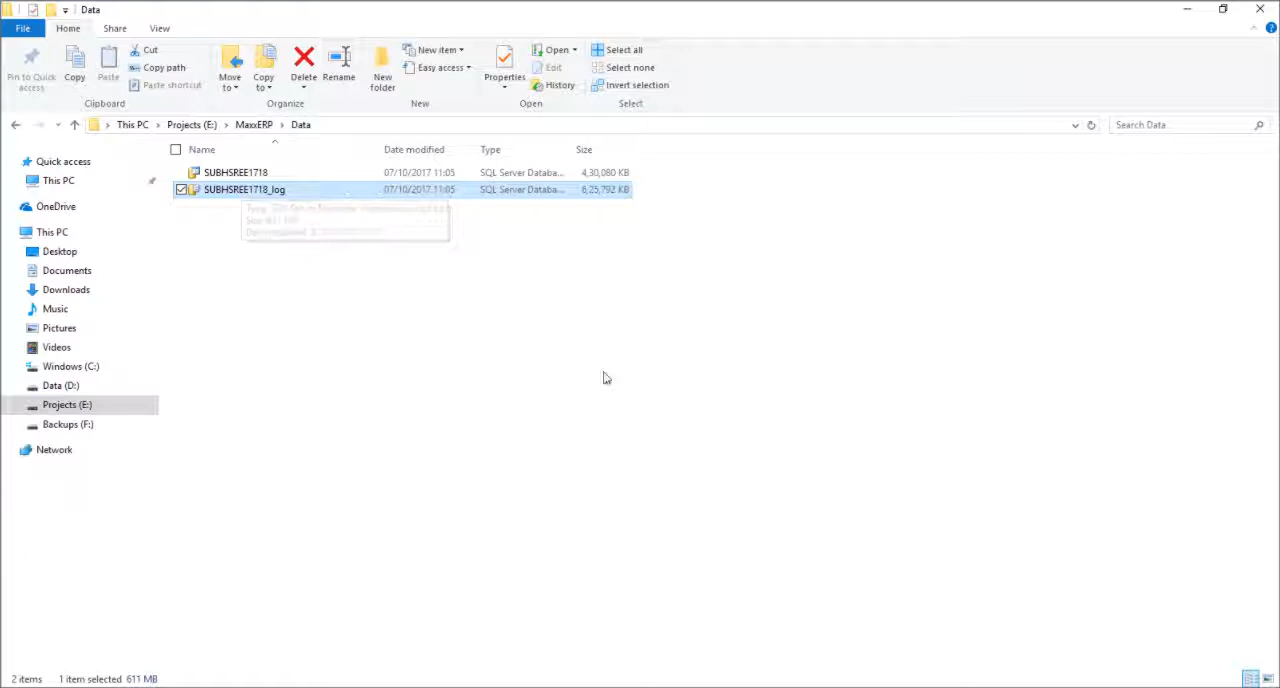 Data
File Home Share View
Pin to Quick access
Copy
Paste
Cut
Copy path
Paste shortcut
Clipboard
Move to
Copy to
Delete
Rename
Organize
New folder
New item
Easy access
New
Properties
Open
Edit
History
Open
Select all
Select none
Invert selection
Select
This PC > Projects (E:) > MaxxERP > Data
Search Data
Name Date modified Type Size
SUBHSREE1718 07/10/2017 11:05 SQL Server Databa... 4,30,080 KB
SUBHSREE1718_log 07/10/2017 11:05 SQL Server Databa... 6,25,792 KB
Quick access
This PC
OneDrive
This PC
Desktop
Documents
Downloads
Music
Pictures
Videos
Windows (C:)
Data (D:)
Projects (E:)
Backups (F:)
Network
2 items 1 item selected 611 MB